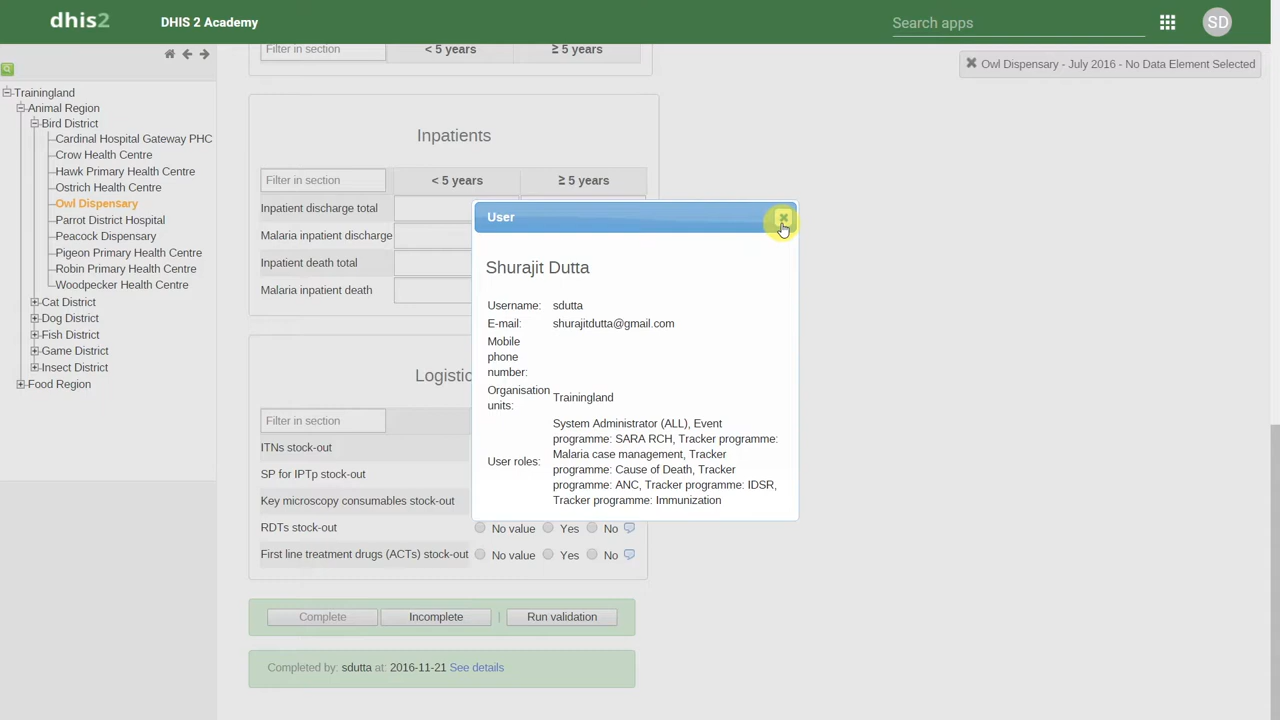 dhis2
DHIS 2 Academy
Search apps
SD
Owl Dispensary - July 2016 - No Data Element Selected
Trainingland
Animal Region
Bird District
Cardinal Hospital Gateway PHC
Crow Health Centre
Hawk Primary Health Centre
Ostrich Health Centre
Owl Dispensary
Parrot District Hospital
Peacock Dispensary
Pigeon Primary Health Centre
Robin Primary Health Centre
Woodpecker Health Centre
Cat District
Dog District
Fish District
Game District
Insect District
Food Region
Filter in section < 5 years ≥ 5 years
Inpatients
Filter in section < 5 years ≥ 5 years
Inpatient discharge total
Malaria inpatient discharge
Inpatient death total
Malaria inpatient death
Filter in section
ITNs stock-out
SP for IPTp stock-out
Key microscopy consumables stock-out
RDTs stock-out No value Yes No
First line treatment drugs (ACTs) stock-out No value Yes No
Complete Incomplete | Run validation
Completed by: sdutta at: 2016-11-21 See details
User
Shurajit Dutta
Username: sdutta
E-mail: shurajitdutta@gmail.com
Mobile
phone
number:
Organisation
units: Trainingland
User roles:
System Administrator (ALL), Event
programme: SARA RCH, Tracker programme:
Malaria case management, Tracker
programme: Cause of Death, Tracker
programme: ANC, Tracker programme: IDSR,
Tracker programme: Immunization